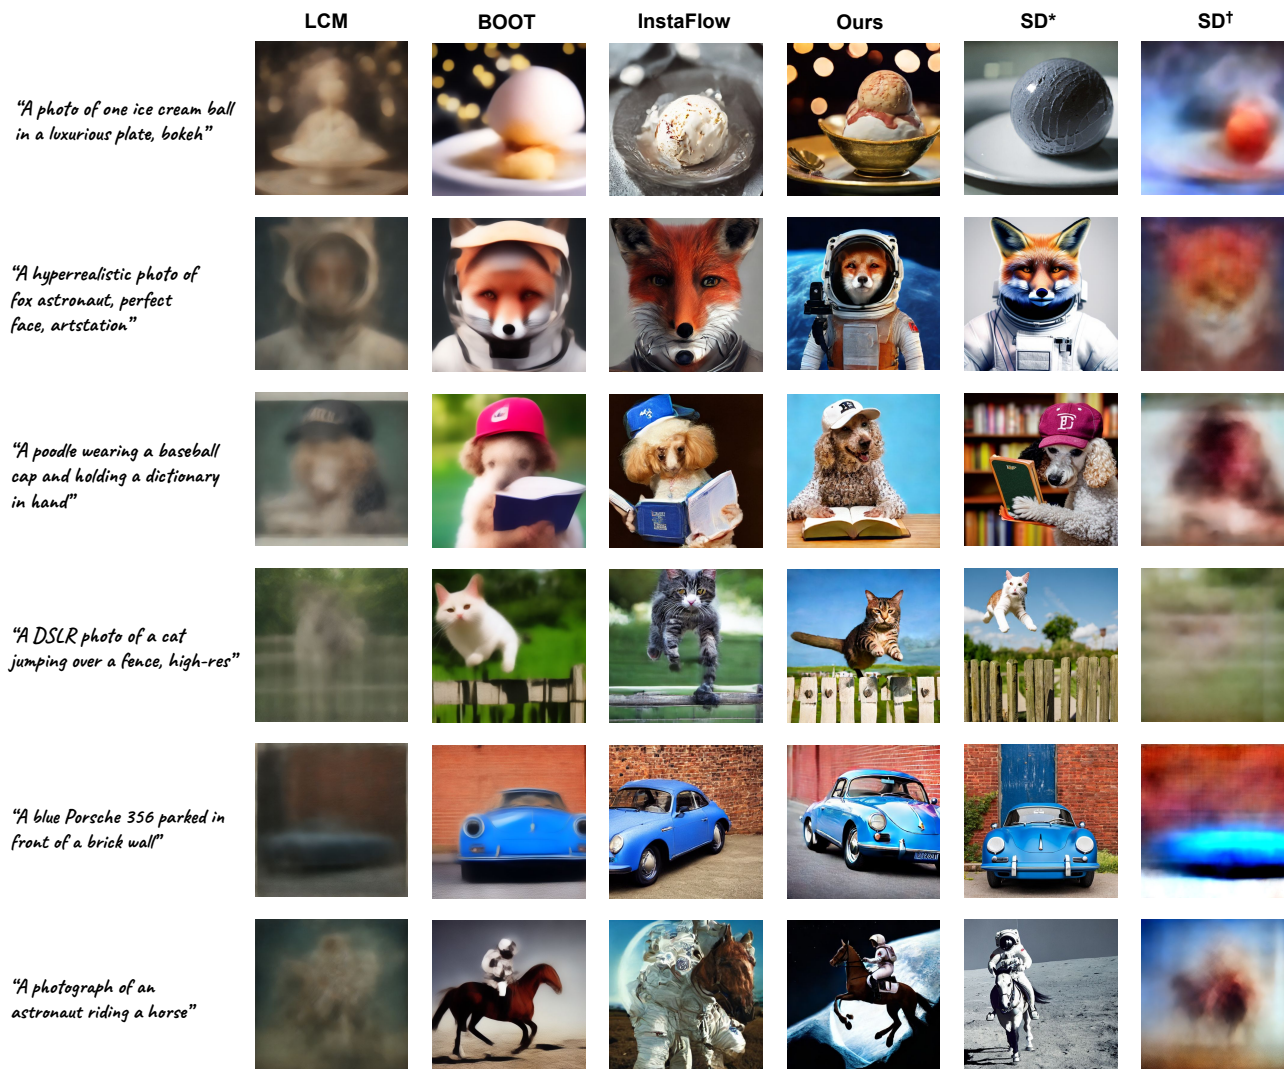 LCM BOOT InstaFlow Ours SD* SD†
“A photo of one ice cream ball
in a luxurious plate, bokeh”
“A hyperrealistic photo of
fox astronaut, perfect
face, artstation”
“A poodle wearing a baseball
cap and holding a dictionary
in hand”
“A DSLR photo of a cat
jumping over a fence, high-res”
“A blue Porsche 356 parked in
front of a brick wall”
“A photograph of an
astronaut riding a horse”